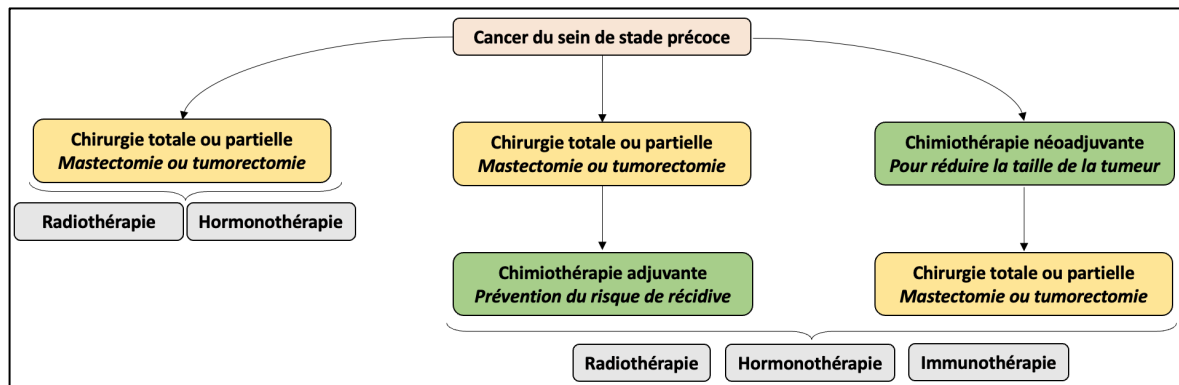 Cancer du sein de stade précoce
Chirurgie totale ou partielle
Mastectomie ou tumorectomie
Radiothérapie
Hormonothérapie
Chirurgie totale ou partielle
Mastectomie ou tumorectomie
Chimiothérapie adjuvante
Prévention du risque de récidive
Chimiothérapie néoadjuvante
Pour réduire la taille de la tumeur
Chirurgie totale ou partielle
Mastectomie ou tumorectomie
Radiothérapie
Hormonothérapie
Immunothérapie